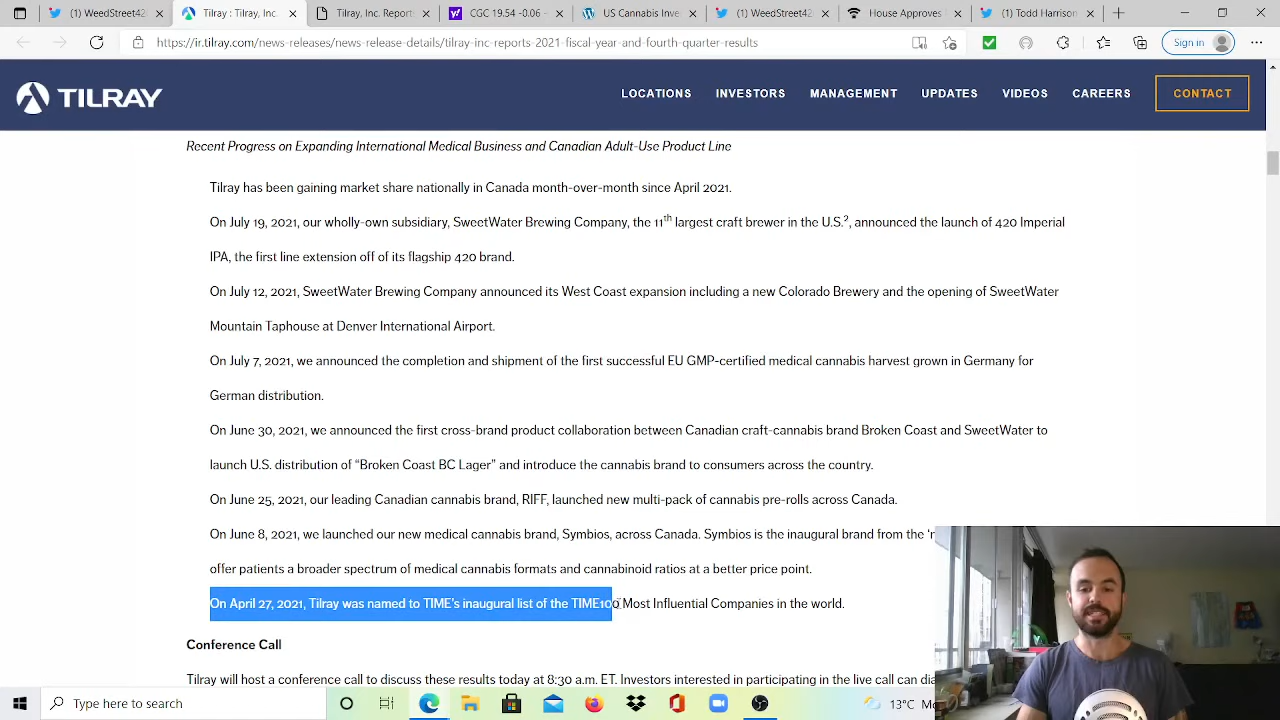 (1) WeedStreet42
Tilray : Tilray, Inc.
Tilray, Inc. Report
CGC 19.54 -0.06
US Cannabis Inve
(1) WeedStreet42
House Approves
(1) Todd Harrison
https://ir.tilray.com/news-releases/news-release-details/tilray-inc-reports-2021-fiscal-year-and-fourth-quarter-results
Sign in
TILRAY
LOCATIONS INVESTORS MANAGEMENT UPDATES VIDEOS CAREERS CONTACT
Recent Progress on Expanding International Medical Business and Canadian Adult-Use Product Line
Tilray has been gaining market share nationally in Canada month-over-month since April 2021.
On July 19, 2021, our wholly-own subsidiary, SweetWater Brewing Company, the 11th largest craft brewer in the U.S.², announced the launch of 420 Imperial
IPA, the first line extension off of its flagship 420 brand.
On July 12, 2021, SweetWater Brewing Company announced its West Coast expansion including a new Colorado Brewery and the opening of SweetWater
Mountain Taphouse at Denver International Airport.
On July 7, 2021, we announced the completion and shipment of the first successful EU GMP-certified medical cannabis harvest grown in Germany for
German distribution.
On June 30, 2021, we announced the first cross-brand product collaboration between Canadian craft-cannabis brand Broken Coast and SweetWater to
launch U.S. distribution of “Broken Coast BC Lager” and introduce the cannabis brand to consumers across the country.
On June 25, 2021, our leading Canadian cannabis brand, RIFF, launched new multi-pack of cannabis pre-rolls across Canada.
On June 8, 2021, we launched our new medical cannabis brand, Symbios, across Canada. Symbios is the inaugural brand from the
offer patients a broader spectrum of medical cannabis formats and cannabinoid ratios at a better price point.
On April 27, 2021, Tilray was named to TIME's inaugural list of the TIME100 Most Influential Companies in the world.
Conference Call
Tilray will host a conference call to discuss these results today at 8:30 a.m. ET. Investors interested in participating in the live call can
Type here to search
13°C